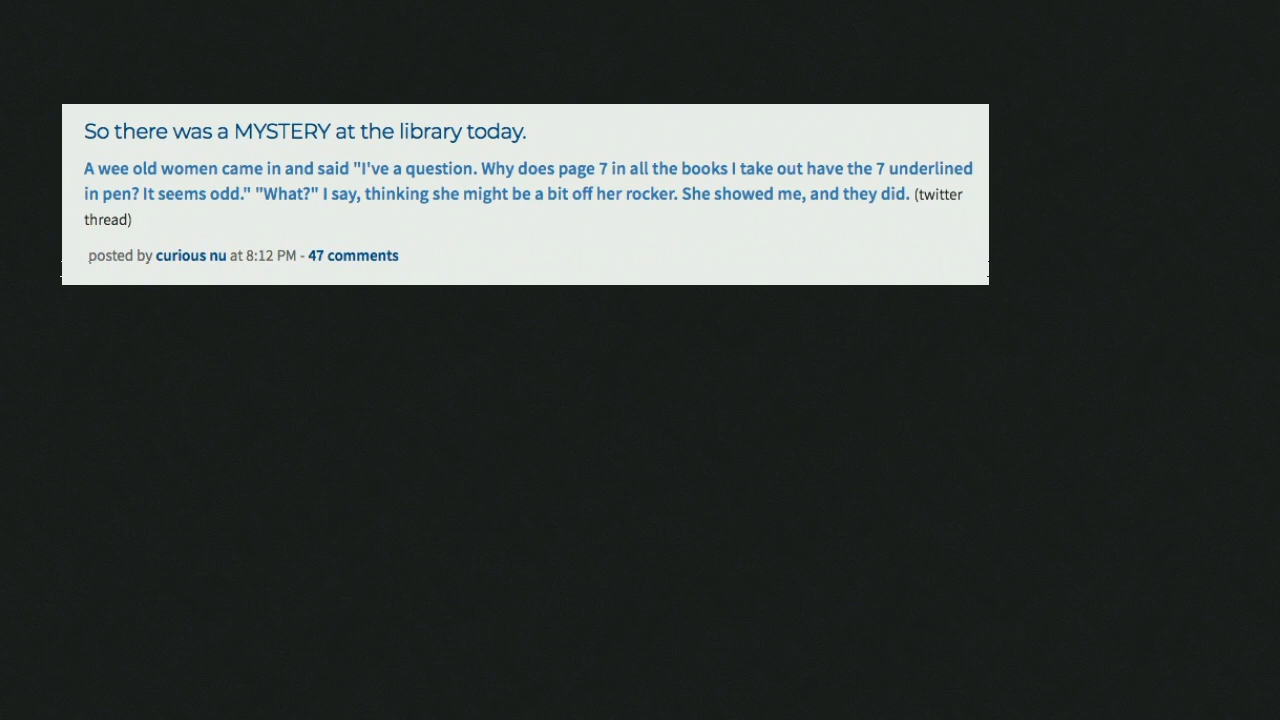 So there was a MYSTERY at the library today.
A wee old women came in and said "I've a question. Why does page 7 in all the books I take out have the 7 underlined
in pen? It seems odd." "What?" I say, thinking she might be a bit off her rocker. She showed me, and they did. (twitter
thread)
posted by curious nu at 8:12 PM - 47 comments